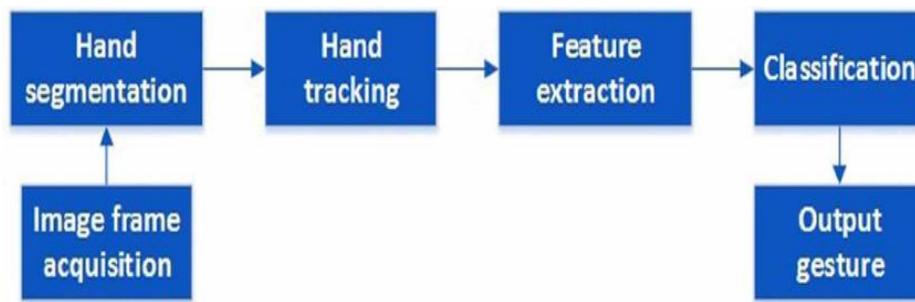 Hand
segmentation
Hand
tracking
Feature
extraction
Classification
Image frame
acquisition
Output
gesture